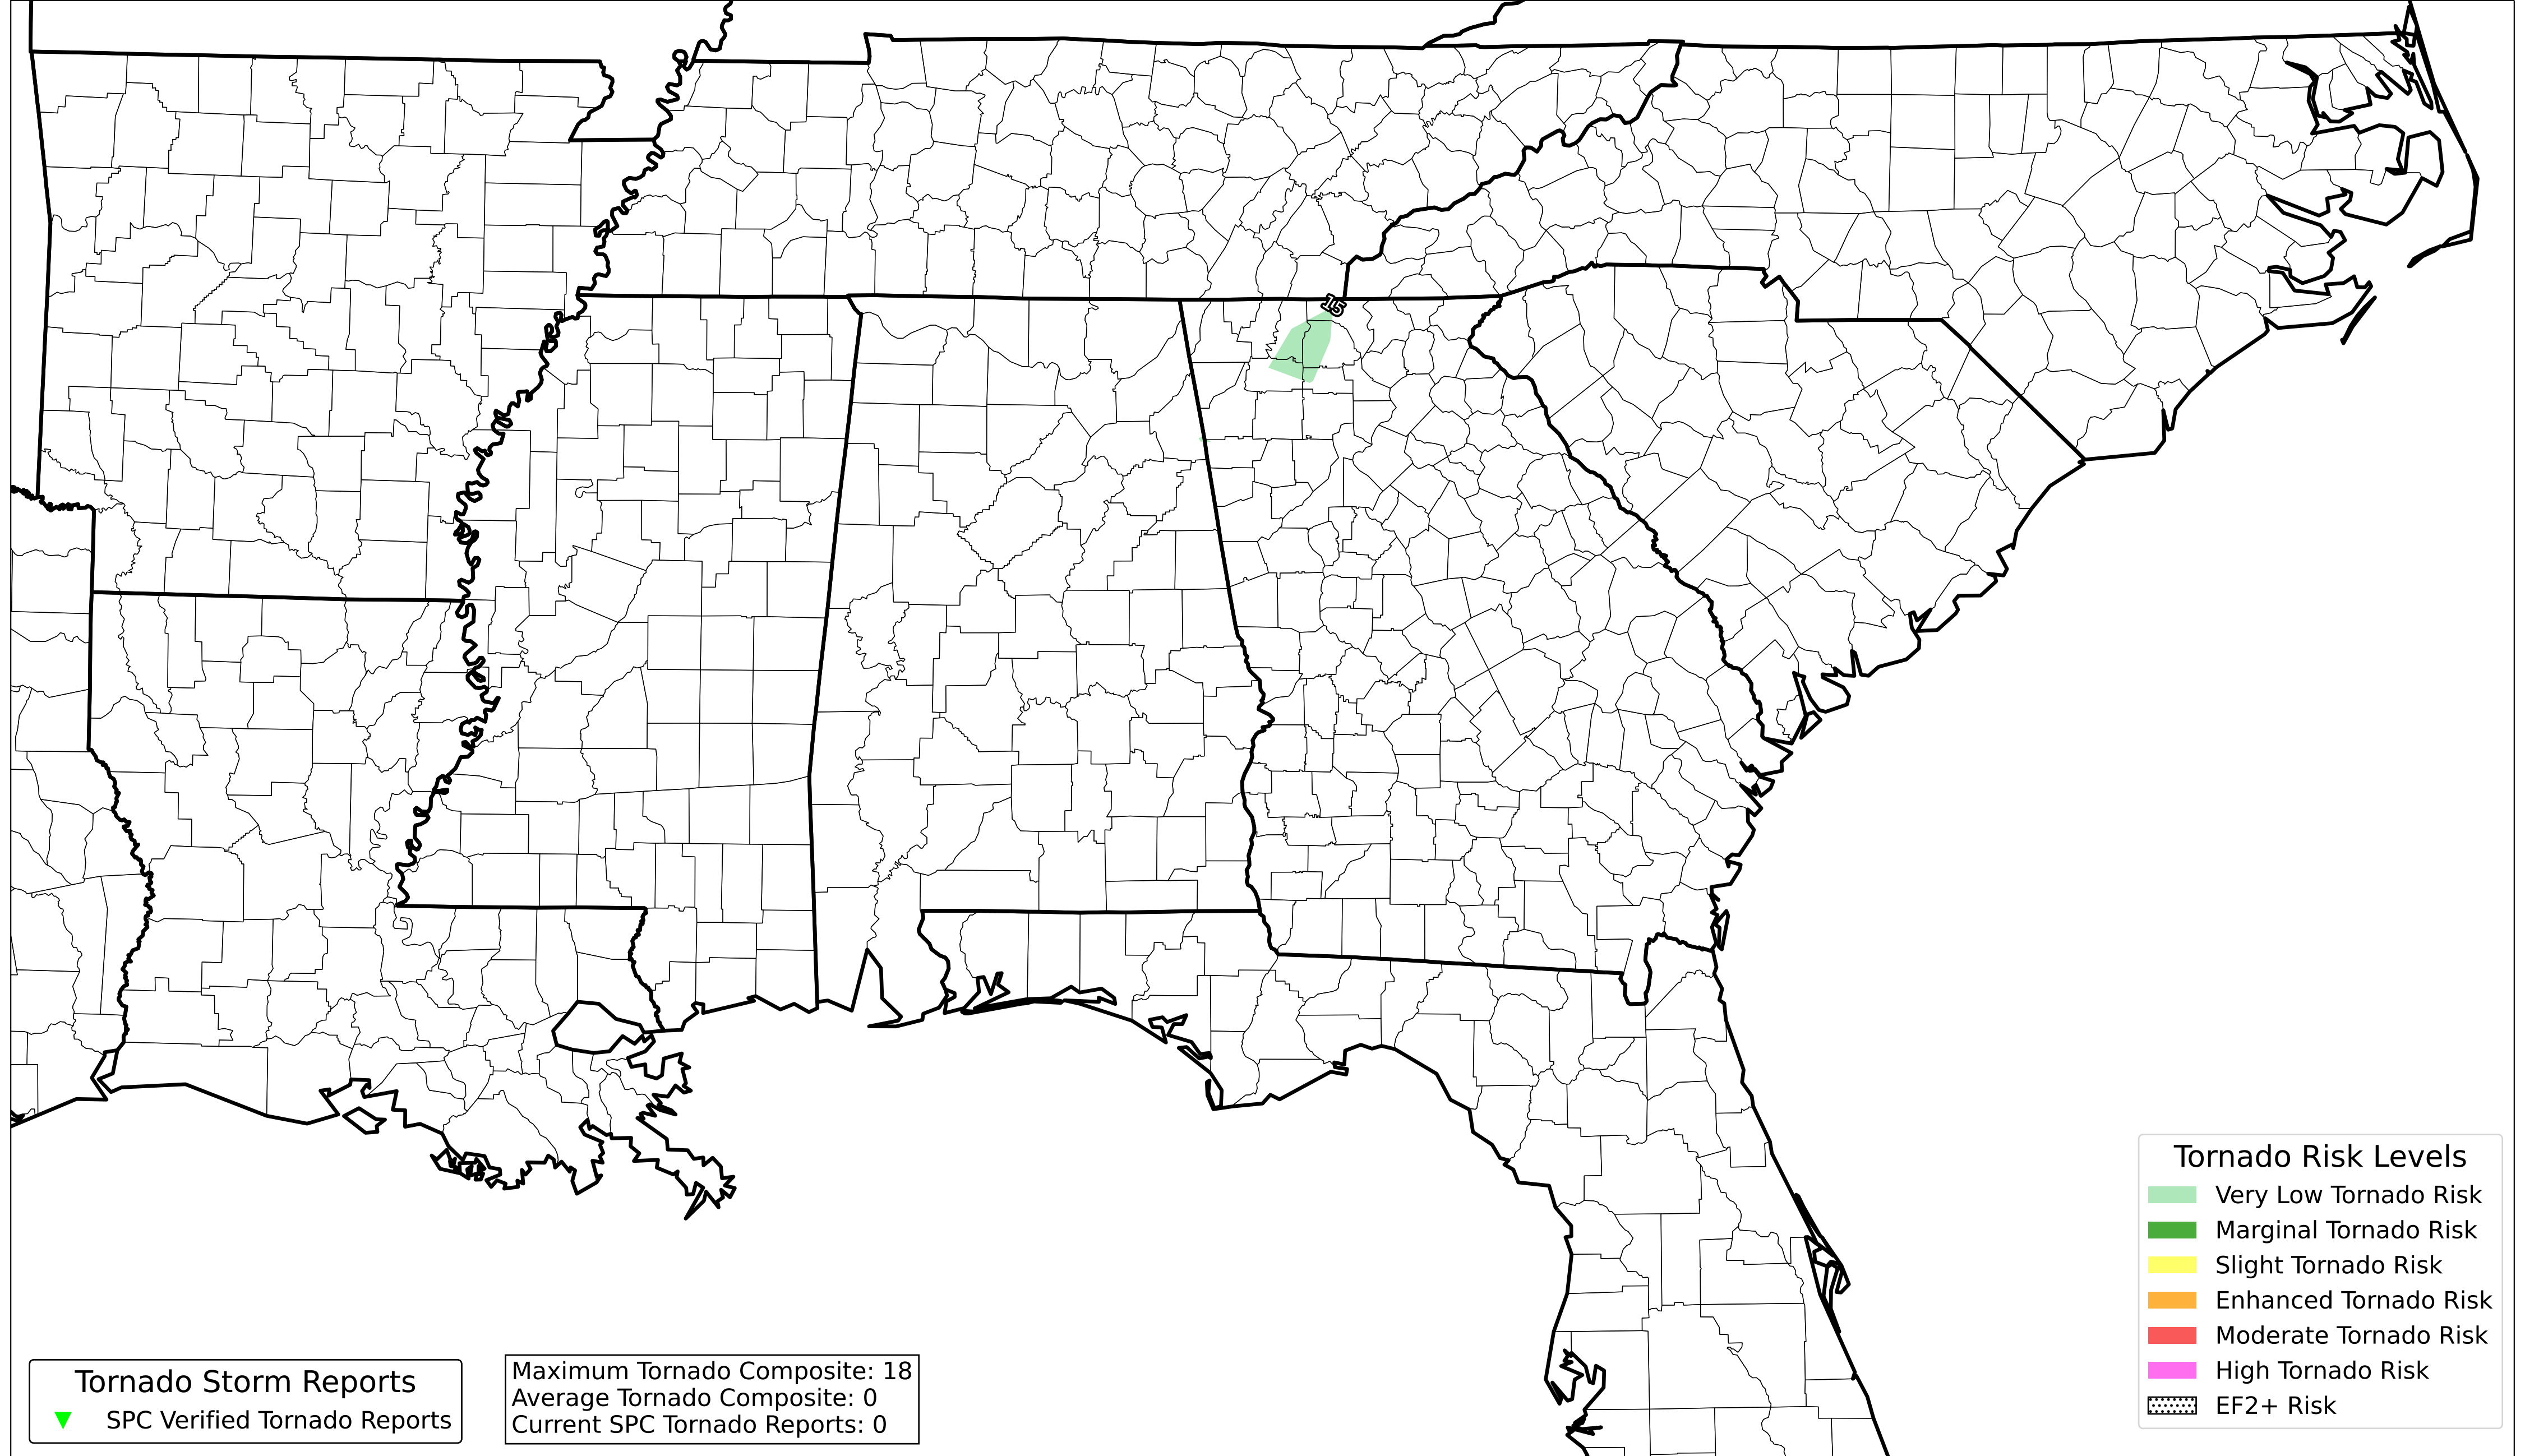 15
Tornado Risk Levels
Very Low Tornado Risk
Marginal Tornado Risk
Slight Tornado Risk
Enhanced Tornado Risk
Moderate Tornado Risk
High Tornado Risk
EF2+ Risk
Tornado Storm Reports
SPC Verified Tornado Reports
Maximum Tornado Composite: 18
Average Tornado Composite: 0
Current SPC Tornado Reports: 0